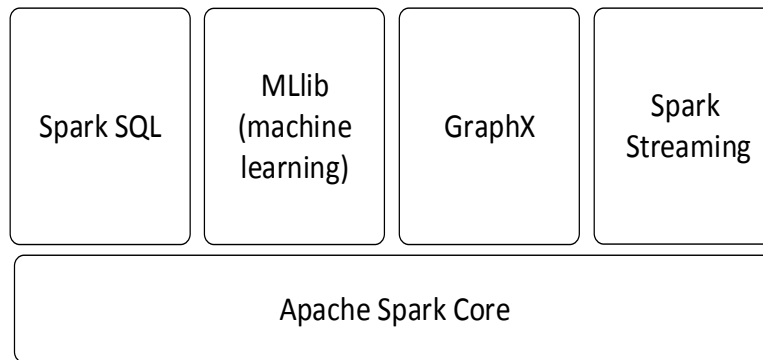 Spark SQL
MLlib
(machine
learning)
GraphX
Spark
Streaming
Apache Spark Core